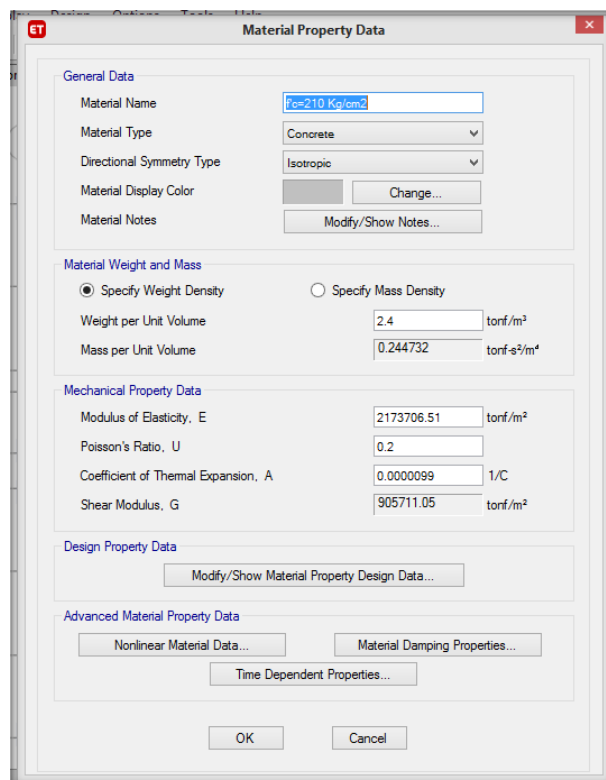 Design Options Tools Help
ET Material Property Data ×
General Data
Material Name f'c=210 Kg/cm2
Material Type Concrete
Directional Symmetry Type Isotropic
Material Display Color Change...
Material Notes Modify/Show Notes...
Material Weight and Mass
Specify Weight Density Specify Mass Density
Weight per Unit Volume 2.4 tonf/m³
Mass per Unit Volume 0.244732 tonf-s²/m⁴
Mechanical Property Data
Modulus of Elasticity, E 2173706.51 tonf/m²
Poisson's Ratio, U 0.2
Coefficient of Thermal Expansion, A 0.0000099 1/C
Shear Modulus, G 905711.05 tonf/m²
Design Property Data
Modify/Show Material Property Design Data...
Advanced Material Property Data
Nonlinear Material Data... Material Damping Properties...
Time Dependent Properties...
OK Cancel